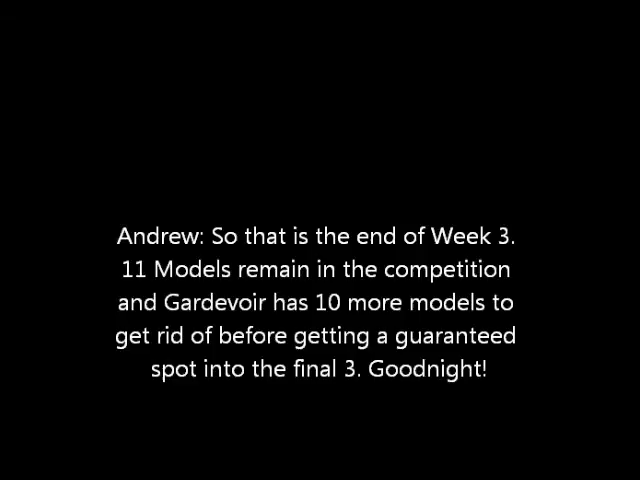 Andrew: So that is the end of Week 3.
11 Models remain in the competition
and Gardevoir has 10 more models to
get rid of before getting a guaranteed
spot into the final 3. Goodnight!